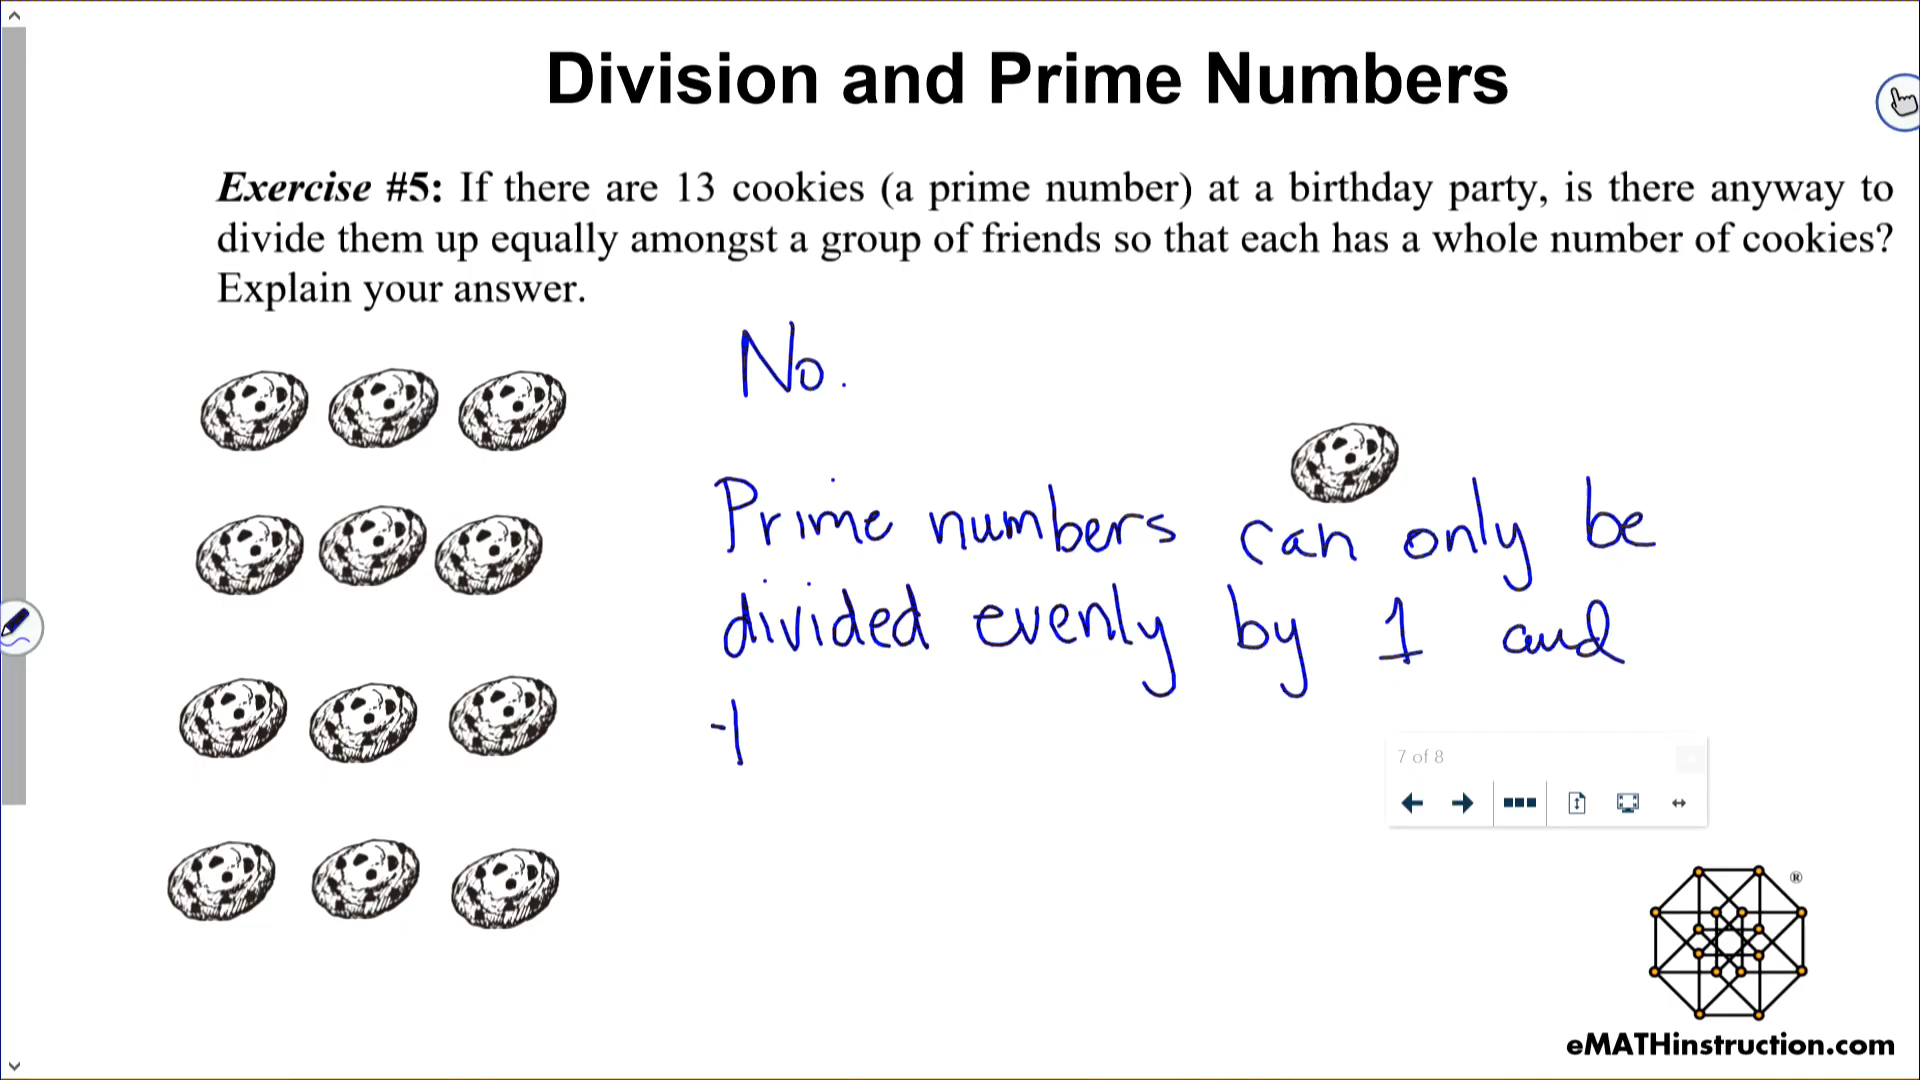 Division and Prime Numbers
Exercise #5: If there are 13 cookies (a prime number) at a birthday party, is there anyway to
divide them up equally amongst a group of friends so that each has a whole number of cookies?
Explain your answer.
No.
Prime numbers can only be
divided evenly by 1 and
7 of 8
®
eMATHinstruction.com